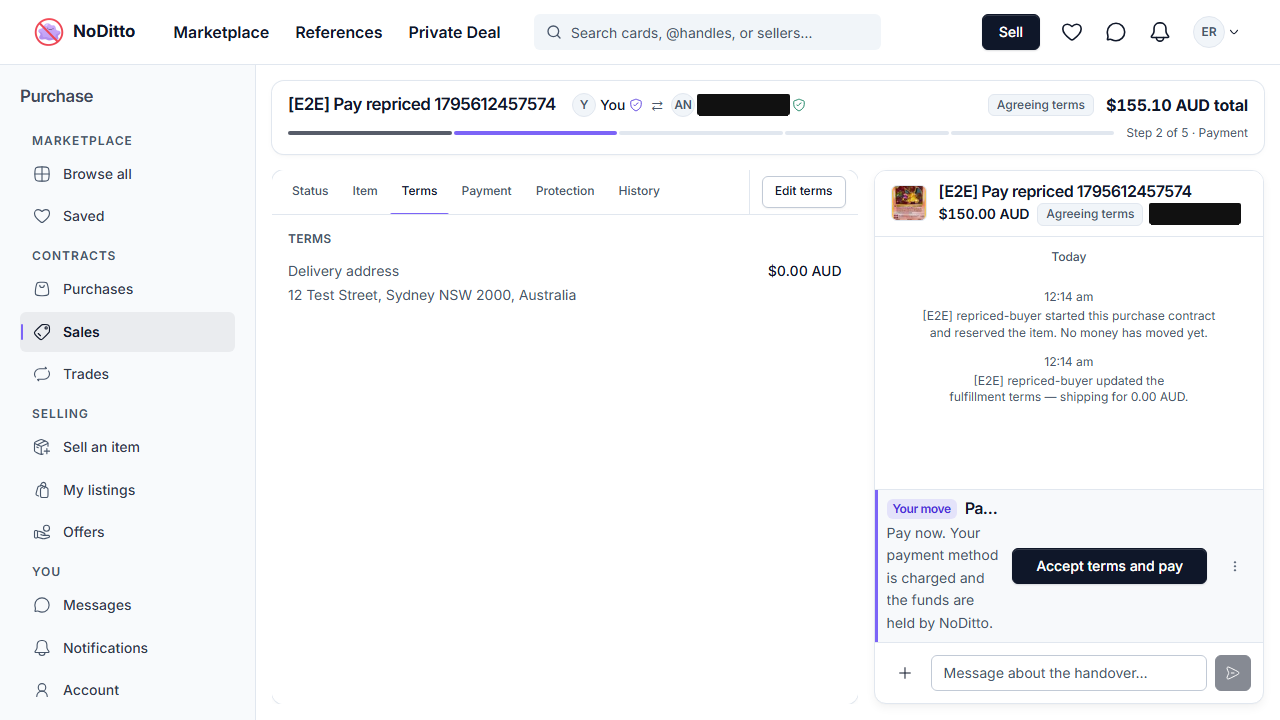 NoDitto
Marketplace
References
Private Deal
Search cards, @handles, or sellers...
Sell
ER
Purchase
MARKETPLACE
Browse all
Saved
CONTRACTS
Purchases
Sales
Trades
SELLING
Sell an item
My listings
Offers
YOU
Messages
Notifications
Account
[E2E] Pay repriced 1795612457574
Y You
AN
Agreeing terms
$155.10 AUD total
Step 2 of 5 · Payment
Status
Item
Terms
Payment
Protection
History
Edit terms
TERMS
Delivery address
$0.00 AUD
12 Test Street, Sydney NSW 2000, Australia
[E2E] Pay repriced 1795612457574
$150.00 AUD
Agreeing terms
Today
12:14 am
[E2E] repriced-buyer started this purchase contract
and reserved the item. No money has moved yet.
12:14 am
[E2E] repriced-buyer updated the
fulfillment terms — shipping for 0.00 AUD.
Your move
Pa...
Pay now. Your
payment method
is charged and
the funds are
held by NoDitto.
Accept terms and pay
Message about the handover...